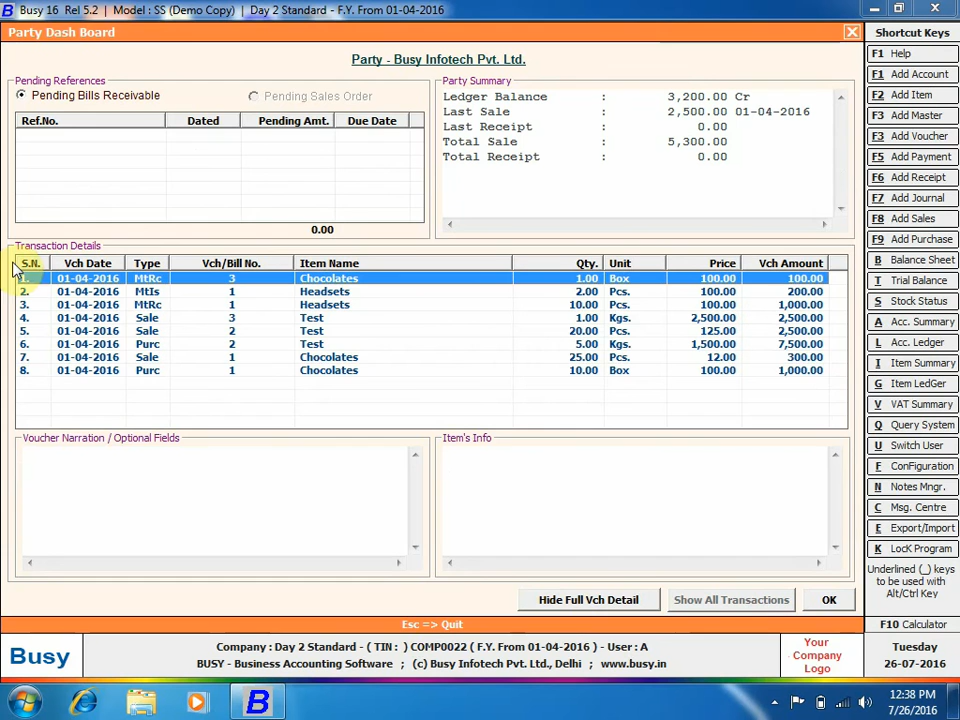 Busy 16 Rel 5.2 | Model : SS (Demo Copy) | Day 2 Standard - F.Y. From 01-04-2016
Party Dash Board
Party - Busy Infotech Pvt. Ltd.
Pending References
Pending Bills Receivable Pending Sales Order
Ref.No. Dated Pending Amt. Due Date
0.00
Party Summary
Ledger Balance : 3,200.00 Cr
Last Sale : 2,500.00 01-04-2016
Last Receipt : 0.00
Total Sale : 5,300.00
Total Receipt : 0.00
Transaction Details
S.N. Vch Date Type Vch/Bill No. Item Name Qty. Unit Price Vch Amount
1. 01-04-2016 MtRc 3 Chocolates 1.00 Box 100.00 100.00
2. 01-04-2016 MtIs 1 Headsets 2.00 Pcs. 100.00 200.00
3. 01-04-2016 MtRc 2 Headsets 10.00 Pcs. 100.00 1,000.00
4. 01-04-2016 Sale 3 Test 1.00 Kgs. 2,500.00 2,500.00
5. 01-04-2016 Sale 2 Test 20.00 Pcs. 125.00 2,500.00
6. 01-04-2016 Purc 2 Test 5.00 Kgs. 1,500.00 7,500.00
7. 01-04-2016 Sale 1 Chocolates 25.00 Pcs. 12.00 300.00
8. 01-04-2016 Purc 1 Chocolates 10.00 Box 100.00 1,000.00
Voucher Narration / Optional Fields
Item's Info
Hide Full Vch Detail Show All Transactions OK
Esc => Quit
Shortcut Keys
F1 Help
F1 Add Account
F2 Add Item
F3 Add Master
F3 Add Voucher
F5 Add Payment
F6 Add Receipt
F7 Add Journal
F8 Add Sales
F9 Add Purchase
B Balance Sheet
T Trial Balance
S Stock Status
A Acc. Summary
L Acc. Ledger
I Item Summary
G Item LedGer
V VAT Summary
Q Query System
U Switch User
F ConFiguration
N Notes Mngr.
C Msg. Centre
E Export/Import
K LocK Program
Underlined (_) keys
to be used with
Alt/Ctrl Key
F10 Calculator
Busy
Company : Day 2 Standard - ( TIN : ) COMP0022 ( F.Y. From 01-04-2016 ) - User : A
BUSY - Business Accounting Software ; (c) Busy Infotech Pvt. Ltd., Delhi ; www.busy.in
Your
Company
Logo
Tuesday
26-07-2016
B
12:38 PM
7/26/2016